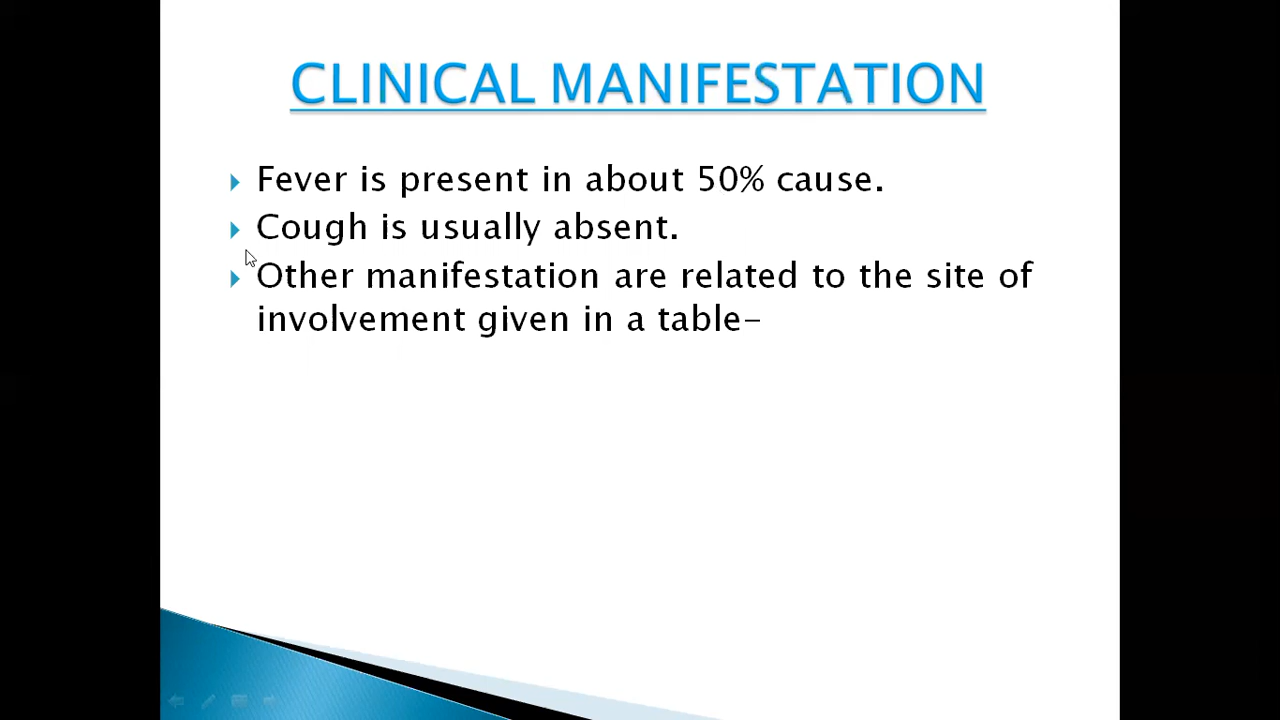 CLINICAL MANIFESTATION
Fever is present in about 50% cause.
Cough is usually absent.
Other manifestation are related to the site of
involvement given in a table-